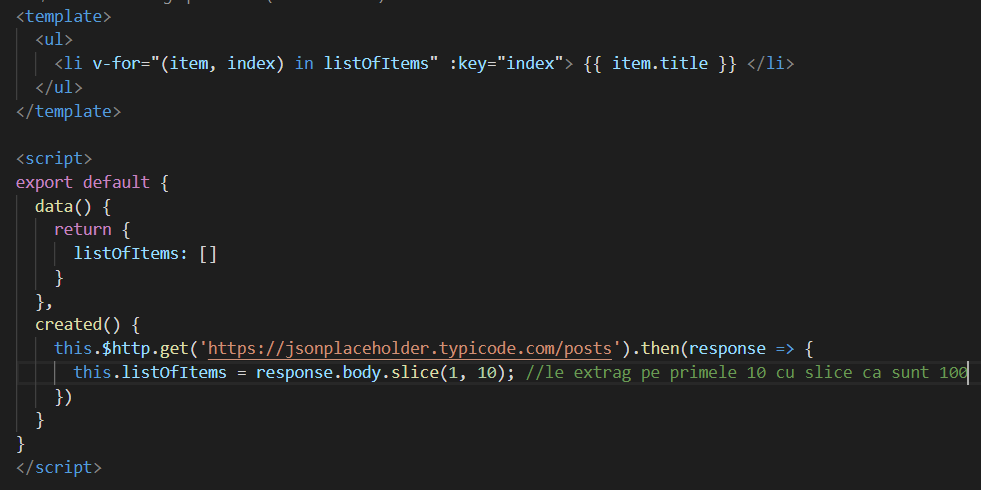 <template>
  <ul>
    <li v-for="(item, index) in listOfItems" :key="index"> {{ item.title }} </li>
  </ul>
</template>

<script>
export default {
  data() {
    return {
      listOfItems: []
    }
  },
  created() {
    this.$http.get('https://jsonplaceholder.typicode.com/posts').then(response => {
      this.listOfItems = response.body.slice(1, 10); //le extrag pe primele 10 cu slice ca sunt 100
    })
  }
}
</script>